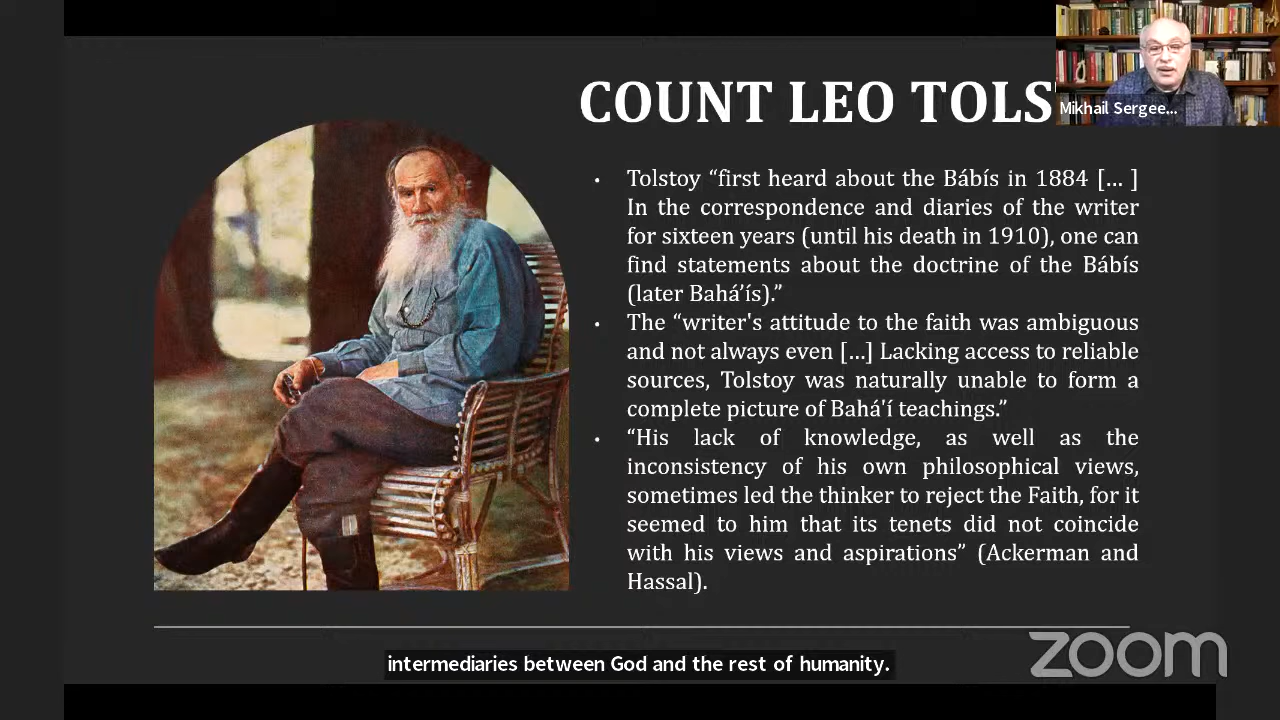 COUNT LEO TOLS
Mikhail Sergee...
• Tolstoy “first heard about the Bábís in 1884 [... ]
In the correspondence and diaries of the writer
for sixteen years (until his death in 1910), one can
find statements about the doctrine of the Bábís
(later Bahá’ís).”
• The “writer's attitude to the faith was ambiguous
and not always even [...] Lacking access to reliable
sources, Tolstoy was naturally unable to form a
complete picture of Bahá'í teachings.”
• “His lack of knowledge, as well as the
inconsistency of his own philosophical views,
sometimes led the thinker to reject the Faith, for it
seemed to him that its tenets did not coincide
with his views and aspirations” (Ackerman and
Hassal).
zoom
intermediaries between God and the rest of humanity.